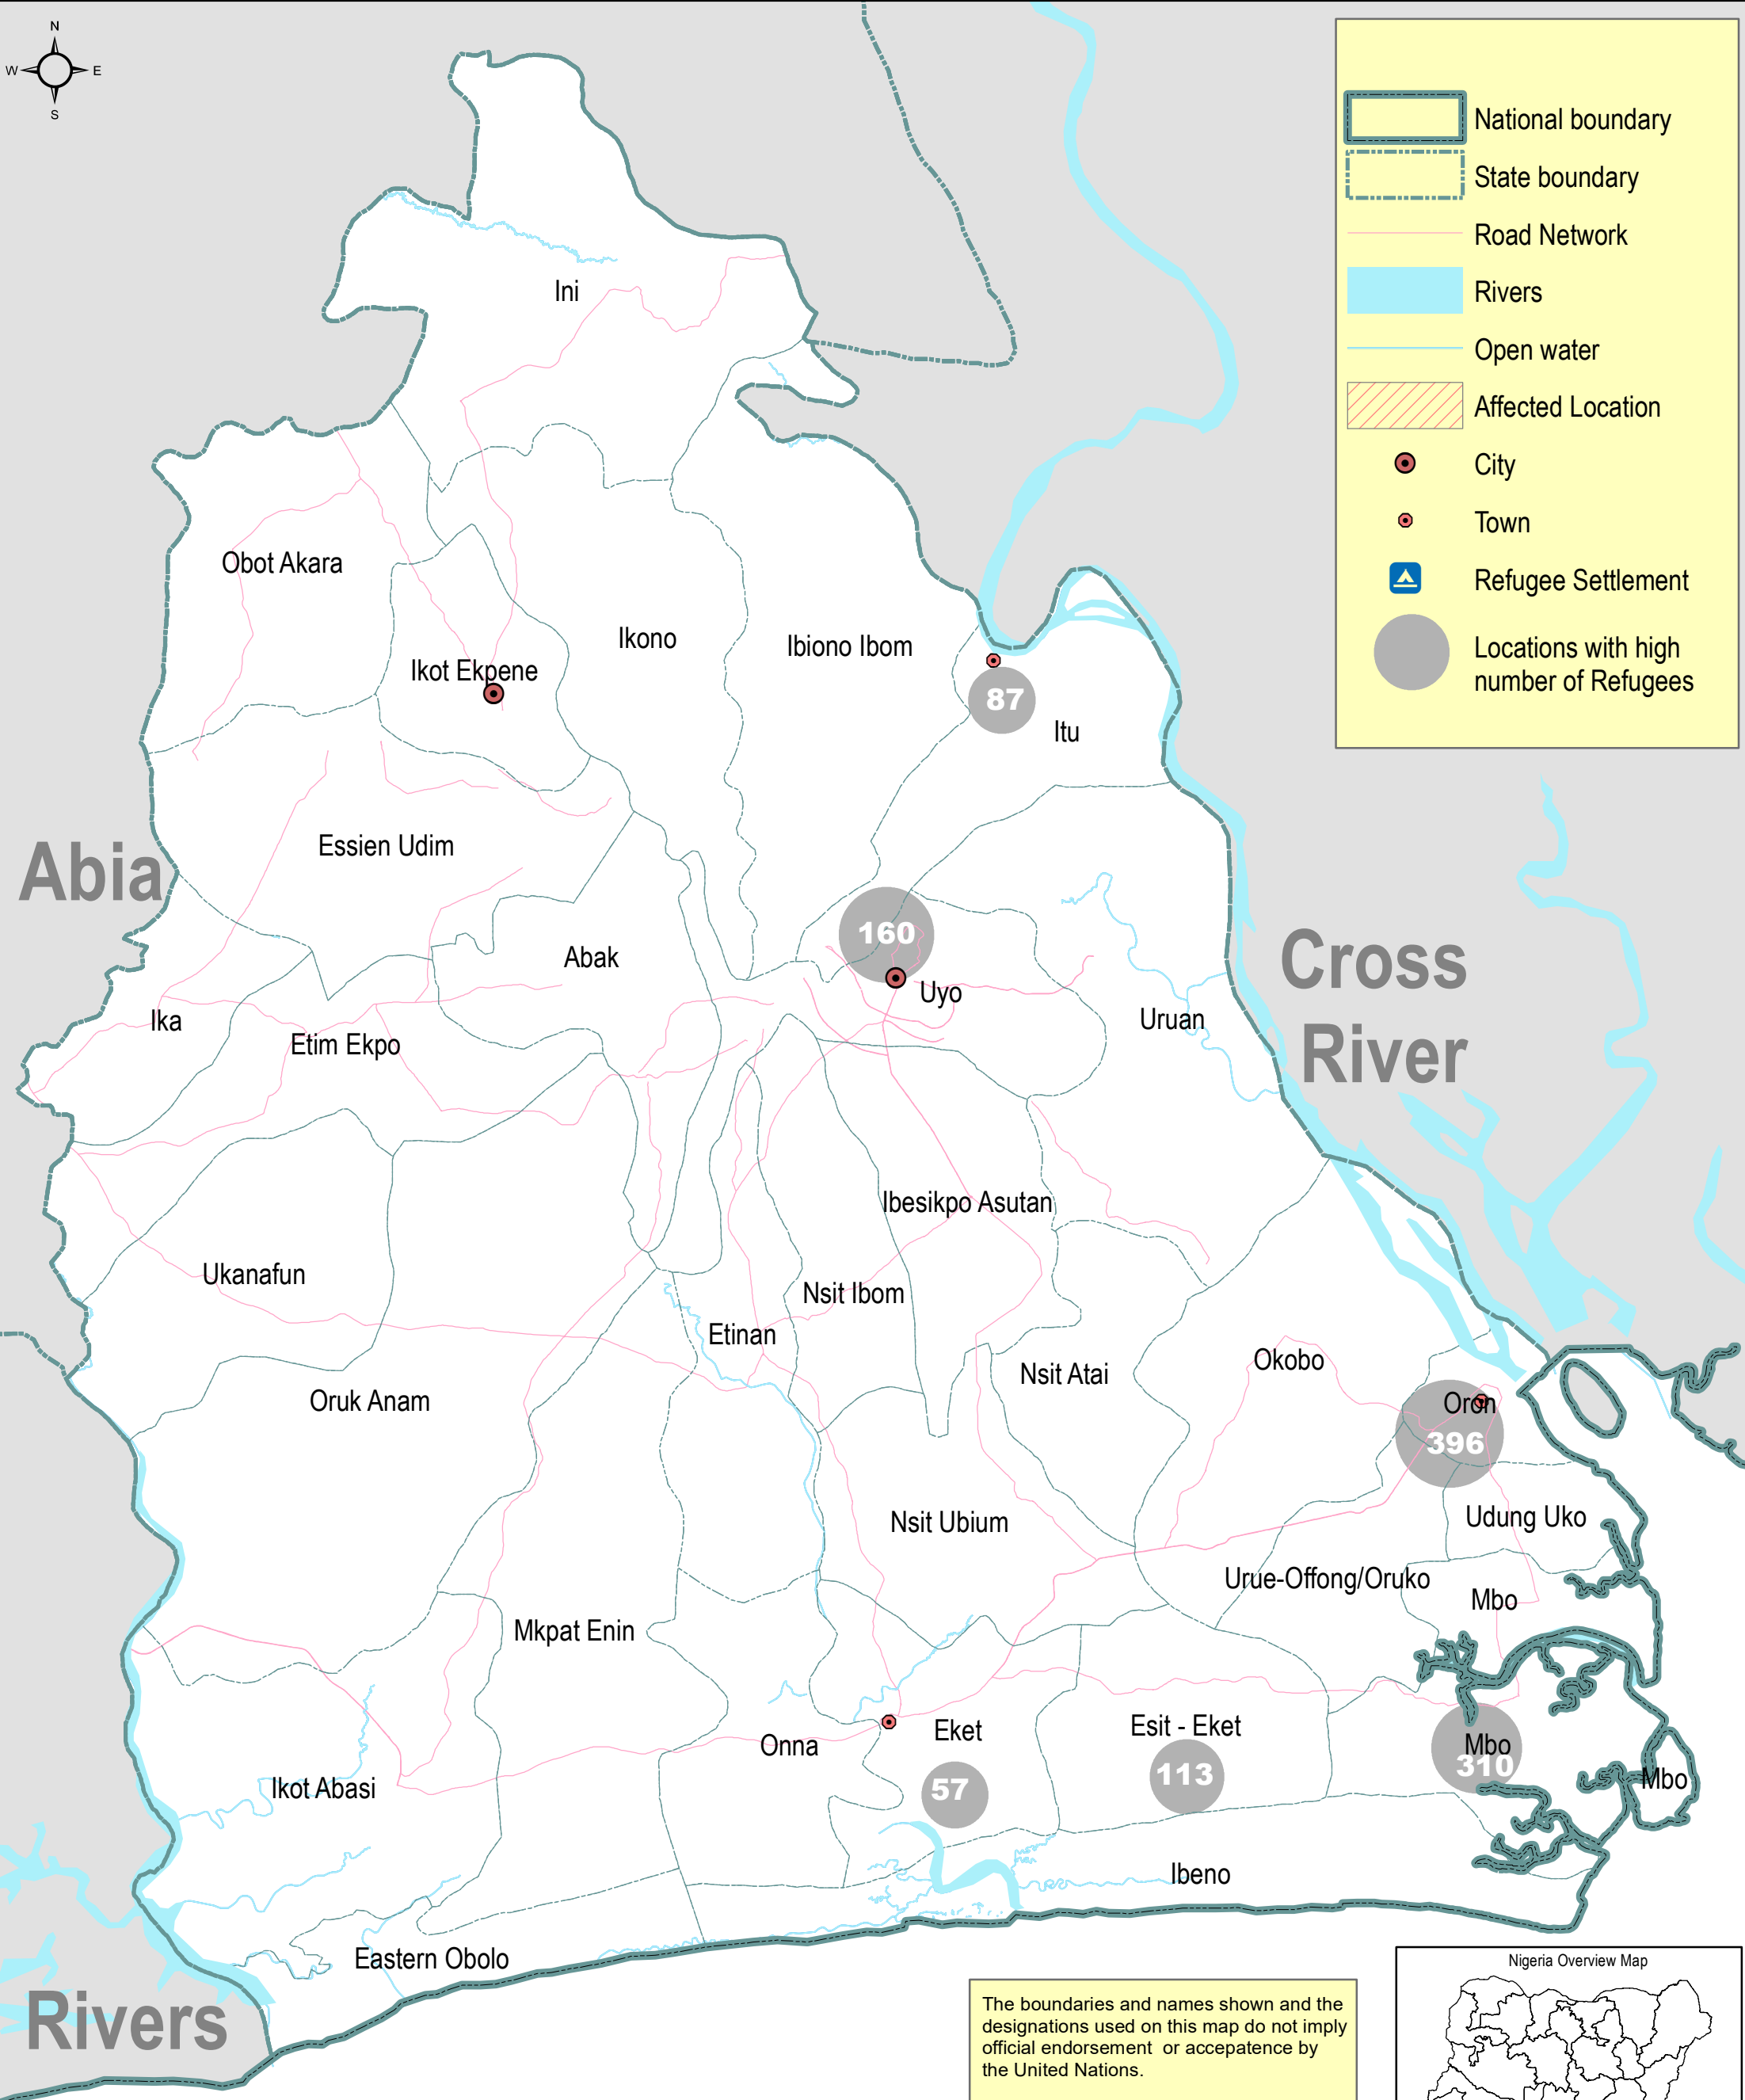 N
W
E
S
National boundary
State boundary
Road Network
Rivers
Open water
Affected Location
City
Town
Refugee Settlement
Locations with high
number of Refugees
Ini
Obot Akara
Ikot Ekpene
Ikono
Ibiono Ibom
87
Itu
Essien Udim
Abia
160
Cross
River
Abak
Uyo
Ika
Etim Ekpo
Uruan
Ibesikpo Asutan
Ukanafun
Nsit Ibom
Etinan
Okobo
Nsit Atai
Oruk Anam
Oron
396
Nsit Ubium
Udung Uko
Urue-Offong/Oruko
Mbo
Mkpat Enin
Esit - Eket
Eket
Onna
Mbo
310
Mbo
113
57
Ikot Abasi
Ibeno
Eastern Obolo
Rivers
The boundaries and names shown and the
designations used on this map do not imply
official endorsement  or accepatence by
the United Nations.
Nigeria Overview Map